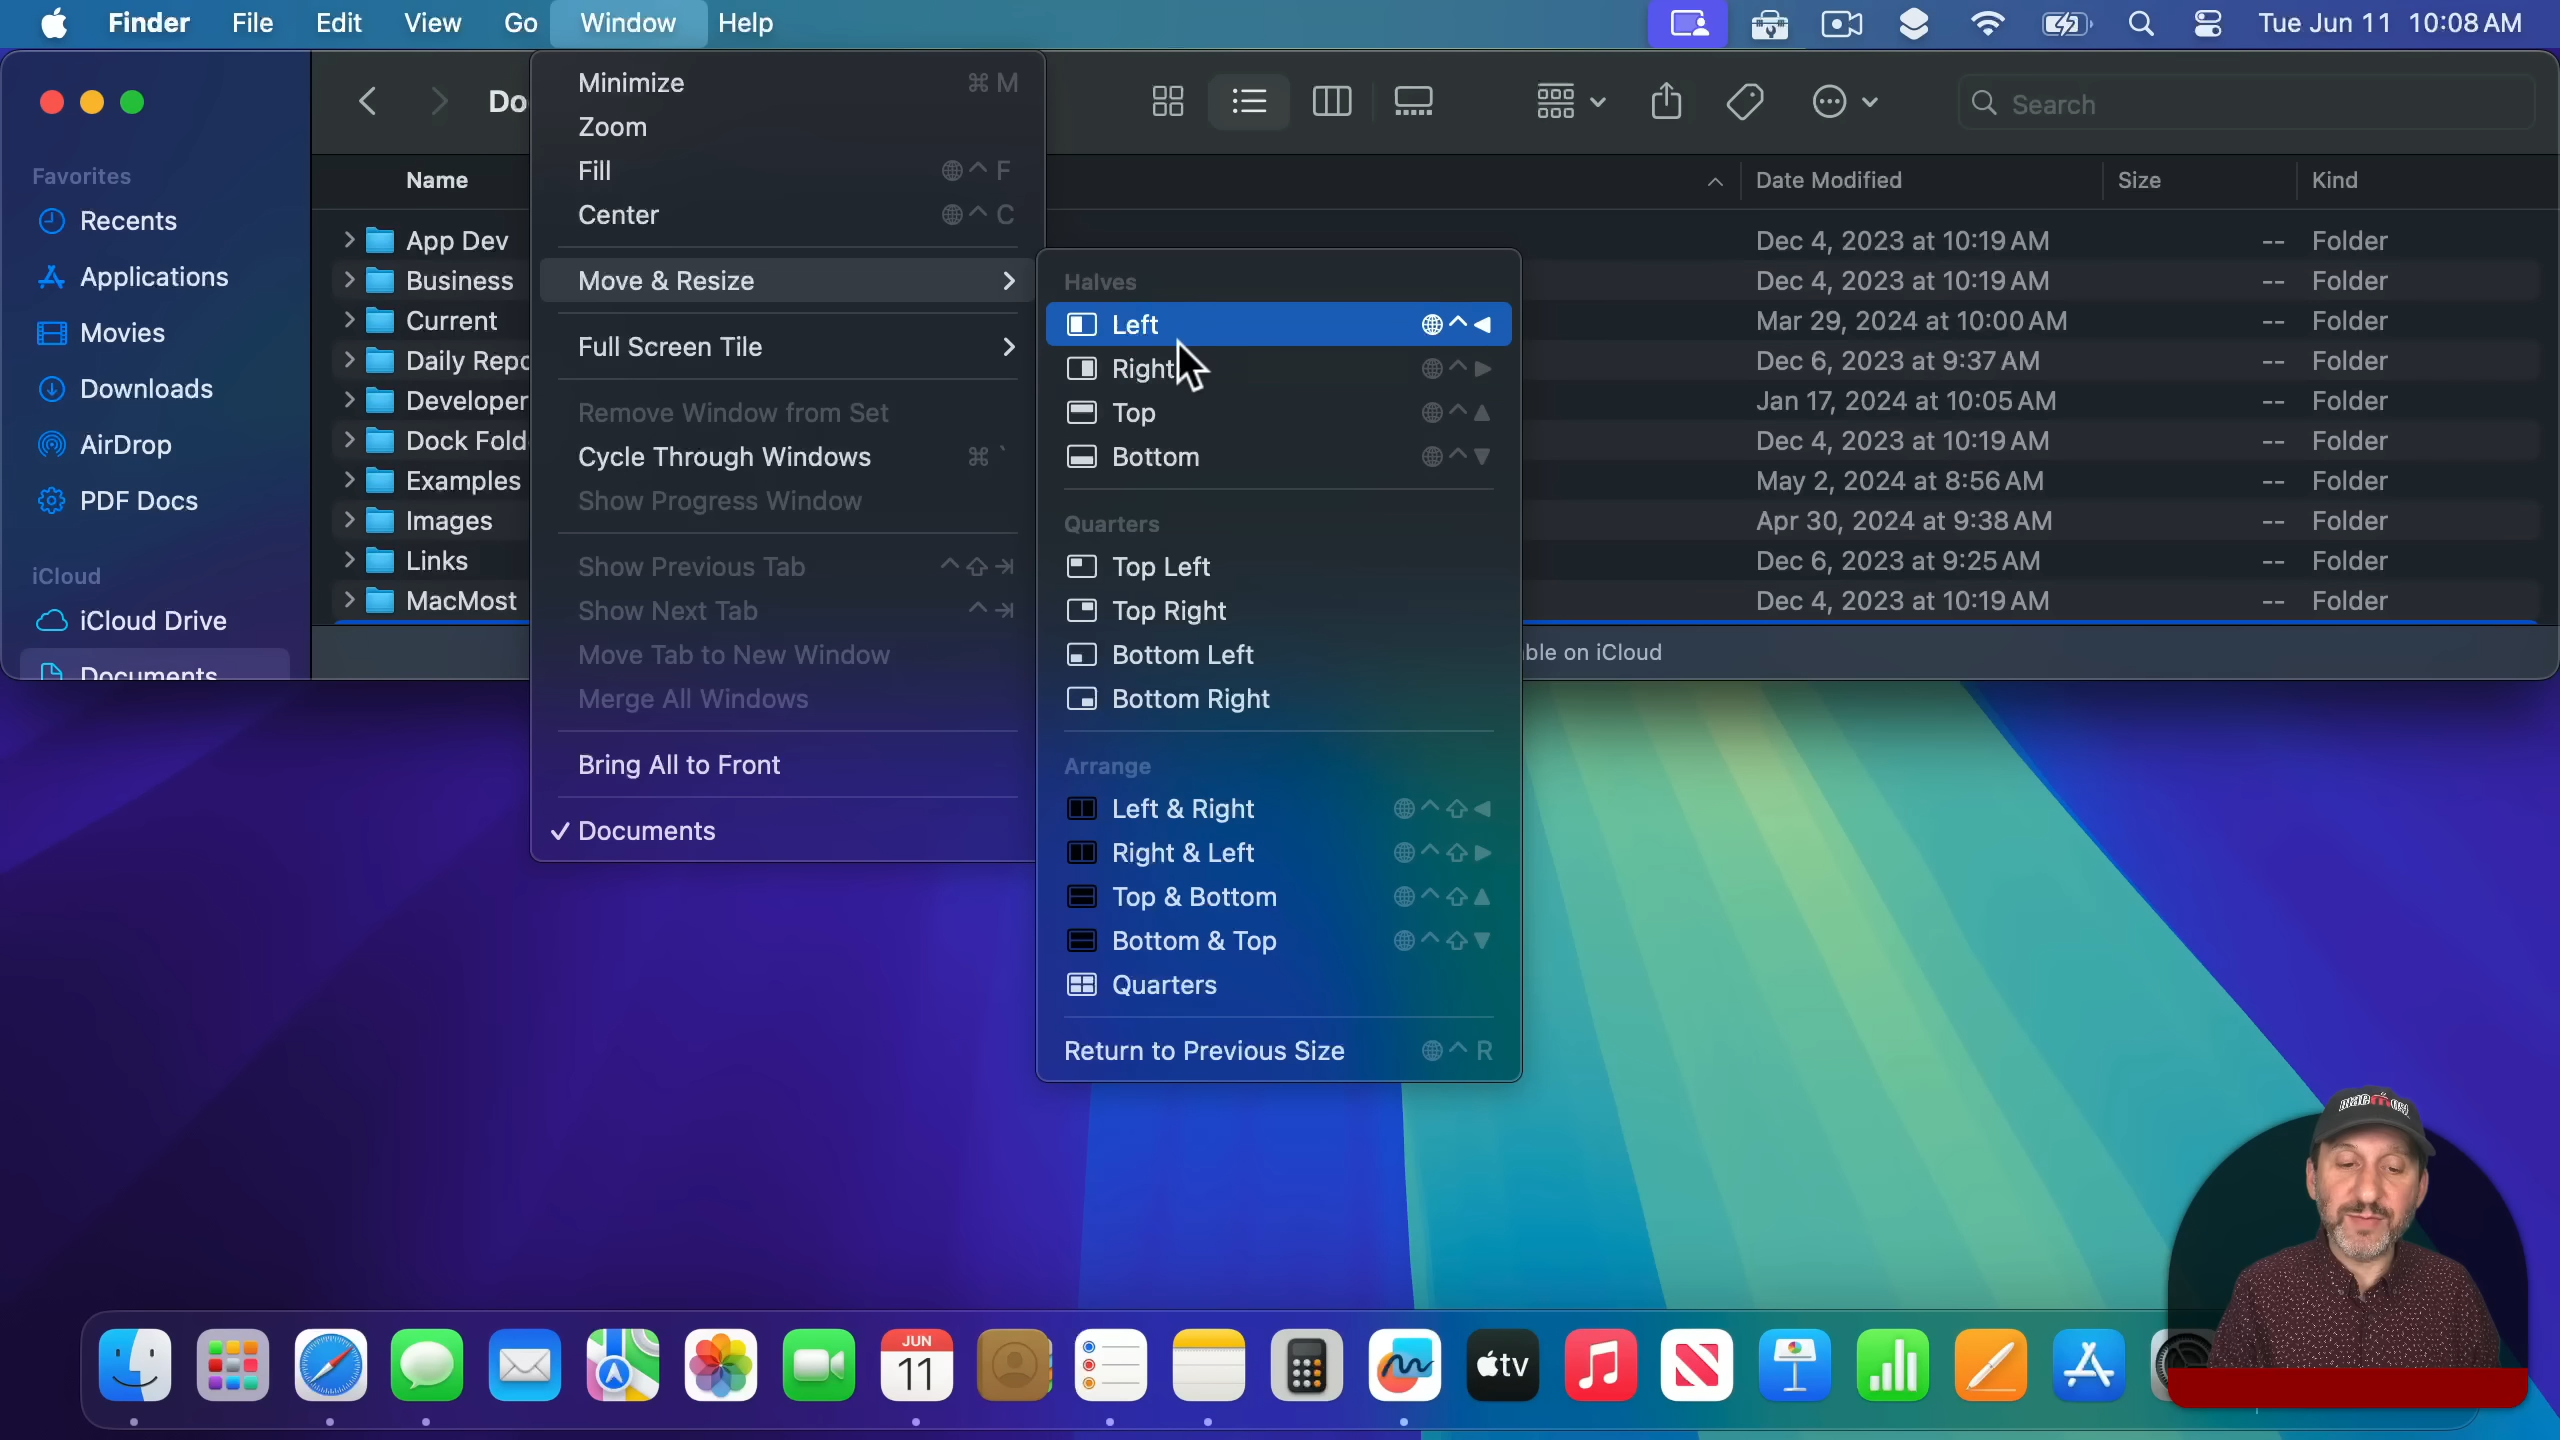 Finder File Edit View Go Window Help Tue Jun 11 10:08 AM
Do
Search
Favorites
Recents
Applications
Movies
Downloads
AirDrop
PDF Docs
iCloud
iCloud Drive
Documents
Name Date Modified Size Kind
App Dev Dec 4, 2023 at 10:19 AM -- Folder
Business Dec 4, 2023 at 10:19 AM -- Folder
Current Mar 29, 2024 at 10:00 AM -- Folder
Daily Repo Dec 6, 2023 at 9:37 AM -- Folder
Developer Jan 17, 2024 at 10:05 AM -- Folder
Dock Fold Dec 4, 2023 at 10:19 AM -- Folder
Examples May 2, 2024 at 8:56 AM -- Folder
Images Apr 30, 2024 at 9:38 AM -- Folder
Links Dec 6, 2023 at 9:25 AM -- Folder
MacMost Dec 4, 2023 at 10:19 AM -- Folder
ble on iCloud
Minimize ⌘ M
Zoom
Fill ^ F
Center ^ C
Move & Resize
Full Screen Tile
Remove Window from Set
Cycle Through Windows ⌘ `
Show Progress Window
Show Previous Tab ^⇧⇥
Show Next Tab ^⇥
Move Tab to New Window
Merge All Windows
Bring All to Front
✓ Documents
Halves
Left ^ ◀
Right ^ ▶
Top ^ ▲
Bottom ^ ▼
Quarters
Top Left
Top Right
Bottom Left
Bottom Right
Arrange
Left & Right ^⇧◀
Right & Left ^⇧▶
Top & Bottom ^⇧▲
Bottom & Top ^⇧▼
Quarters
Return to Previous Size ^ R
JUN
11
tv